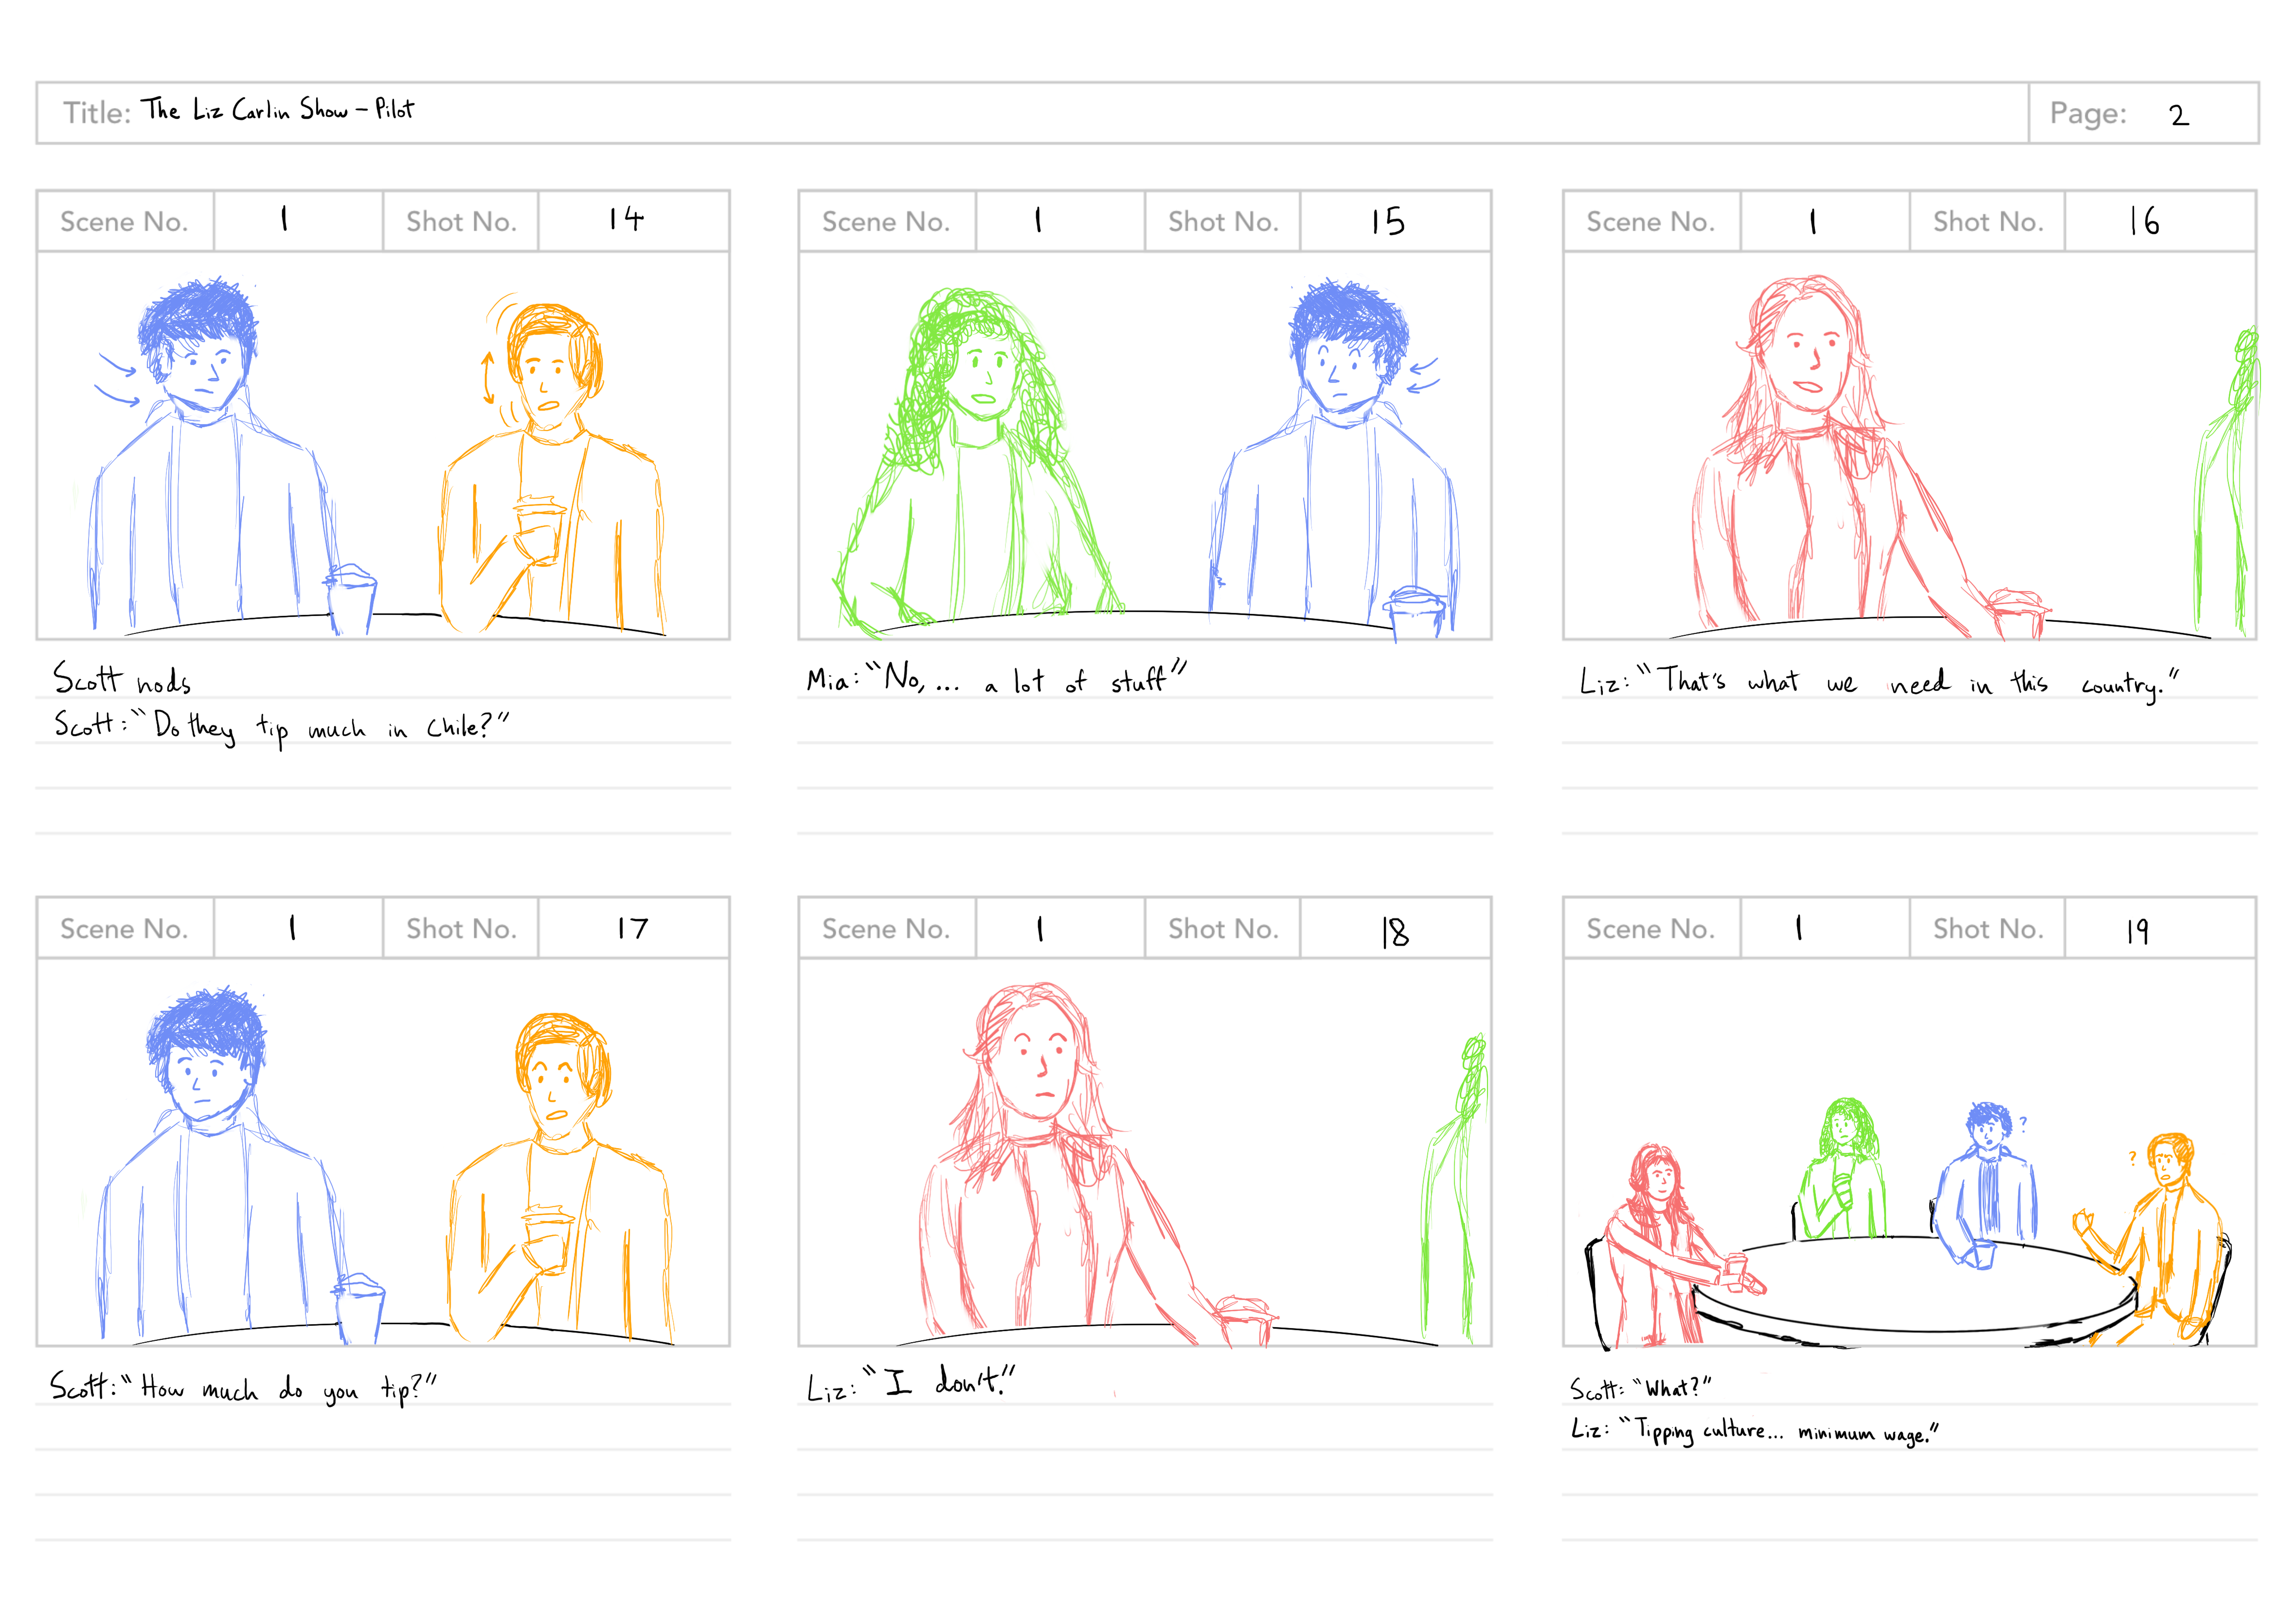 Title: The Liz Carlin Show – Pilot
Page: 2
Scene No. 1 Shot No. 14
Scott nods
Scott: "Do they tip much in Chile?"
Scene No. 1 Shot No. 15
Mia: "No, ... a lot of stuff"
Scene No. 1 Shot No. 16
Liz: "That's what we need in this country."
Scene No. 1 Shot No. 17
Scott: "How much do you tip?"
Scene No. 1 Shot No. 18
Liz: "I don't."
Scene No. 1 Shot No. 19
?
?
Scott: "What?"
Liz: "Tipping culture... minimum wage."